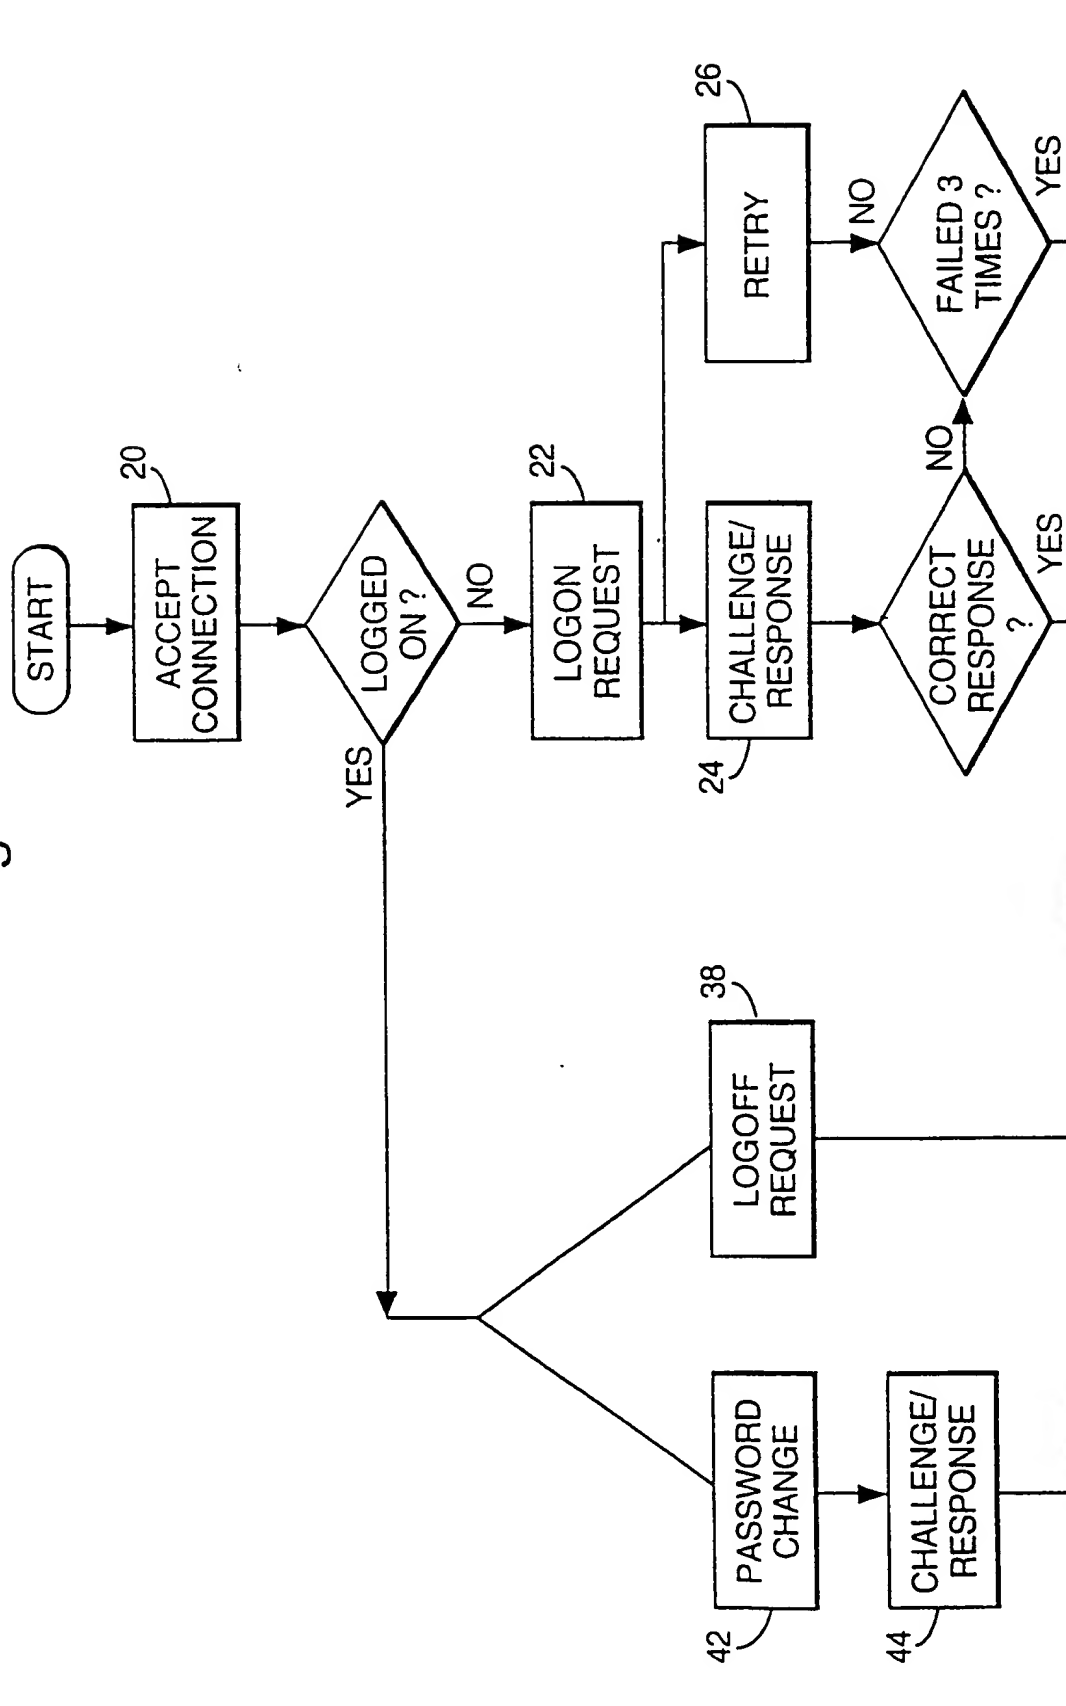 START
20
ACCEPT
CONNECTION
LOGGED
ON ?
YES
NO
22
LOGON
REQUEST
26
RETRY
24
CHALLENGE/
RESPONSE
NO
FAILED 3
TIMES ?
YES
NO
CORRECT
RESPONSE
?
YES
38
LOGOFF
REQUEST
42
PASSWORD
CHANGE
44
CHALLENGE/
RESPONSE